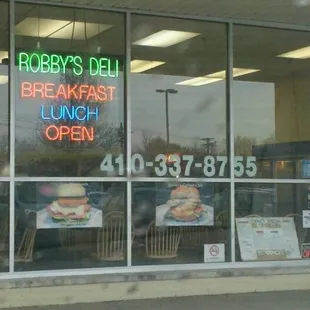 ROBBY'S DELI
BREAKFAST
LUNCH
OPEN
410-337-8755